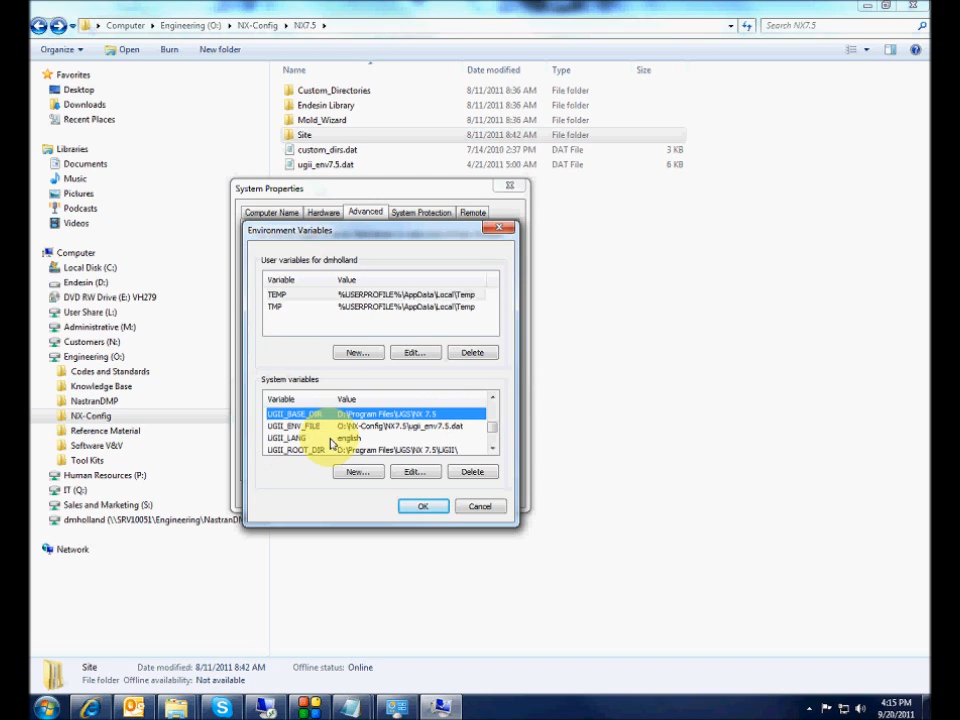 Computer ▸ Engineering (O:) ▸ NX-Config ▸ NX7.5 ▸
Search NX7.5
Organize ▾ Open Burn New folder
Favorites
Desktop
Downloads
Recent Places
Libraries
Documents
Music
Pictures
Podcasts
Videos
Computer
Local Disk (C:)
Endesin (D:)
DVD RW Drive (E:) VH279
User Share (L:)
Administrative (M:)
Customers (N:)
Engineering (O:)
Codes and Standards
Knowledge Base
NastranDMP
NX-Config
Reference Material
Software V&V
Tool Kits
Human Resources (P:)
IT (Q:)
Sales and Marketing (S:)
dmholland (\\SRV10051\Engineering\NastranDM
Network
Name Date modified Type Size
Custom_Directories 8/11/2011 8:36 AM File folder
Endesin Library 8/11/2011 8:36 AM File folder
Mold_Wizard 8/11/2011 8:36 AM File folder
Site 8/11/2011 8:42 AM File folder
custom_dirs.dat 7/14/2010 2:37 PM DAT File 3 KB
ugii_env7.5.dat 4/21/2011 5:00 AM DAT File 6 KB
System Properties
Computer Name Hardware Advanced System Protection Remote
Environment Variables
User variables for dmholland
Variable Value
TEMP %USERPROFILE%\AppData\Local\Temp
TMP %USERPROFILE%\AppData\Local\Temp
New... Edit... Delete
System variables
Variable Value
UGII_BASE_DIR D:\Program Files\UGS\NX 7.5
UGII_ENV_FILE O:\NX-Config\NX7.5\ugi_env7.5.dat
UGII_LANG english
UGII_ROOT_DIR D:\Program Files\UGS\NX 7.5\UGII\
New... Edit... Delete
OK Cancel
Site Date modified: 8/11/2011 8:42 AM Offline status: Online
File folder Offline availability: Not available
4:15 PM
9/20/2011